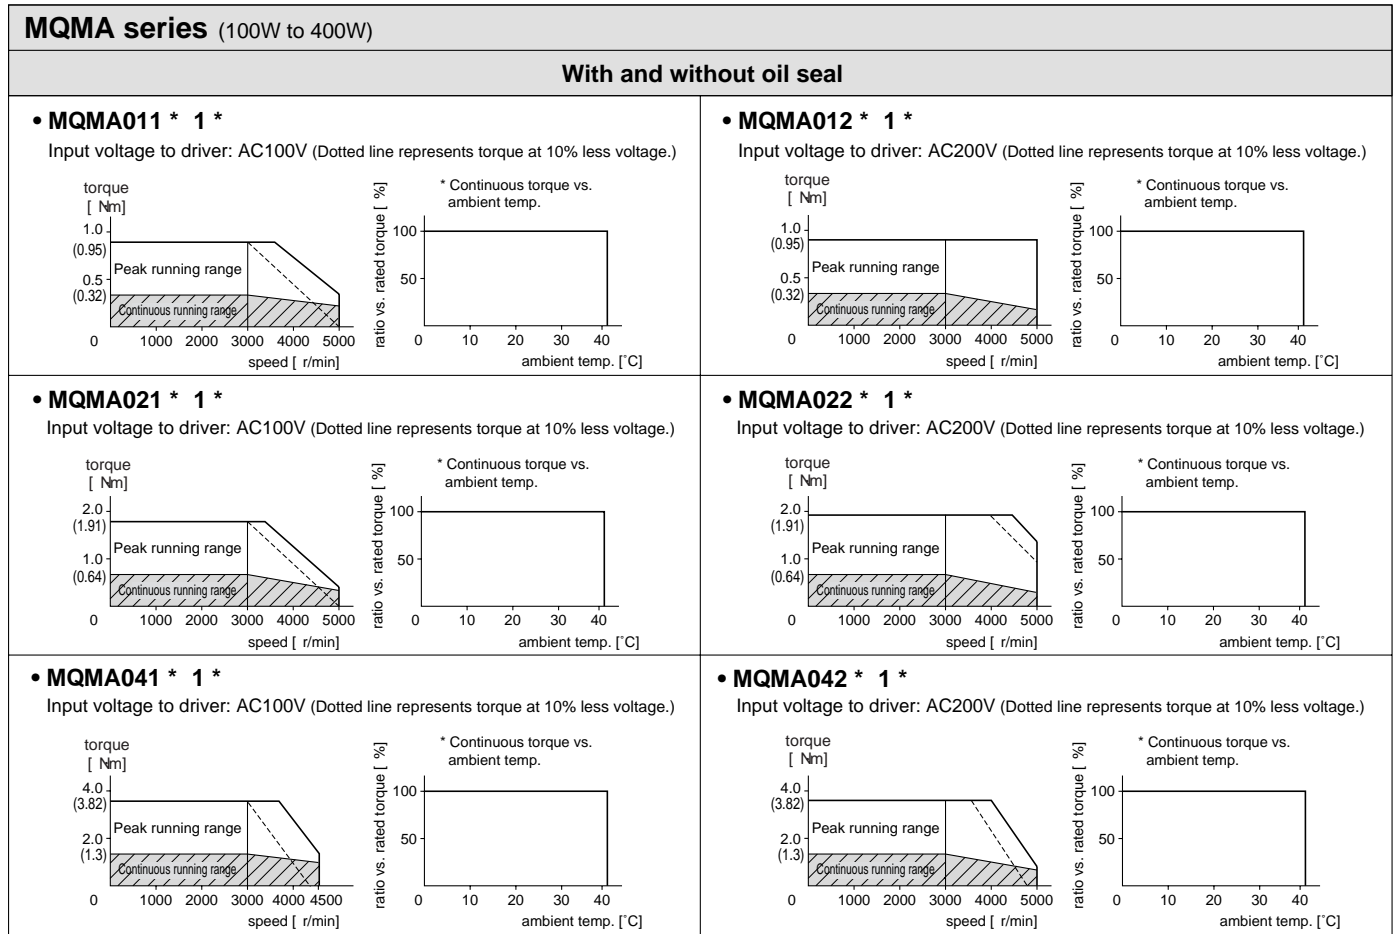 MQMA series (100W to 400W)
With and without oil seal
• MQMA011 * 1 *
Input voltage to driver: AC100V (Dotted line represents torque at 10% less voltage.)
torque
[ Nm]
1.0
(0.95)
0.5
(0.32)
Peak running range
Continuous running range
0 1000 2000 3000 4000 5000
speed [ r/min]
ratio vs. rated torque [ %]
* Continuous torque vs.
ambient temp.
100
50
0 10 20 30 40
ambient temp. [˚C]
• MQMA012 * 1 *
Input voltage to driver: AC200V (Dotted line represents torque at 10% less voltage.)
torque
[ Nm]
1.0
(0.95)
0.5
(0.32)
Peak running range
Continuous running range
0 1000 2000 3000 4000 5000
speed [ r/min]
ratio vs. rated torque [ %]
* Continuous torque vs.
ambient temp.
100
50
0 10 20 30 40
ambient temp. [˚C]
• MQMA021 * 1 *
Input voltage to driver: AC100V (Dotted line represents torque at 10% less voltage.)
torque
[ Nm]
2.0
(1.91)
1.0
(0.64)
Peak running range
Continuous running range
0 1000 2000 3000 4000 5000
speed [ r/min]
ratio vs. rated torque [ %]
* Continuous torque vs.
ambient temp.
100
50
0 10 20 30 40
ambient temp. [˚C]
• MQMA022 * 1 *
Input voltage to driver: AC200V (Dotted line represents torque at 10% less voltage.)
torque
[ Nm]
2.0
(1.91)
1.0
(0.64)
Peak running range
Continuous running range
0 1000 2000 3000 4000 5000
speed [ r/min]
ratio vs. rated torque [ %]
* Continuous torque vs.
ambient temp.
100
50
0 10 20 30 40
ambient temp. [˚C]
• MQMA041 * 1 *
Input voltage to driver: AC100V (Dotted line represents torque at 10% less voltage.)
torque
[ Nm]
4.0
(3.82)
2.0
(1.3)
Peak running range
Continuous running range
0 1000 2000 3000 4000 4500
speed [ r/min]
ratio vs. rated torque [ %]
* Continuous torque vs.
ambient temp.
100
50
0 10 20 30 40
ambient temp. [˚C]
• MQMA042 * 1 *
Input voltage to driver: AC200V (Dotted line represents torque at 10% less voltage.)
torque
[ Nm]
4.0
(3.82)
2.0
(1.3)
Peak running range
Continuous running range
0 1000 2000 3000 4000 5000
speed [ r/min]
ratio vs. rated torque [ %]
* Continuous torque vs.
ambient temp.
100
50
0 10 20 30 40
ambient temp. [˚C]